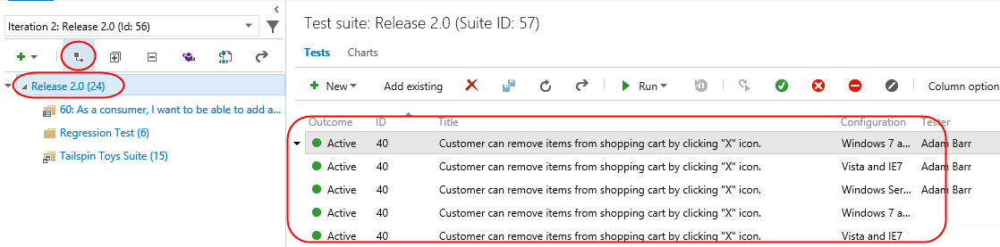 Iteration 2: Release 2.0 (Id: 56)
Release 2.0 (24)
60: As a consumer, I want to be able to add a...
Regression Test (6)
Tailspin Toys Suite (15)
Test suite: Release 2.0 (Suite ID: 57)
Tests Charts
New Add existing Run Column option
Outcome ID Title Configuration Tester
Active 40 Customer can remove items from shopping cart by clicking "X" icon. Windows 7 a... Adam Barr
Active 40 Customer can remove items from shopping cart by clicking "X" icon. Vista and IE7 Adam Barr
Active 40 Customer can remove items from shopping cart by clicking "X" icon. Windows Ser... Adam Barr
Active 40 Customer can remove items from shopping cart by clicking "X" icon. Windows 7 a...
Active 40 Customer can remove items from shopping cart by clicking "X" icon. Vista and IE7